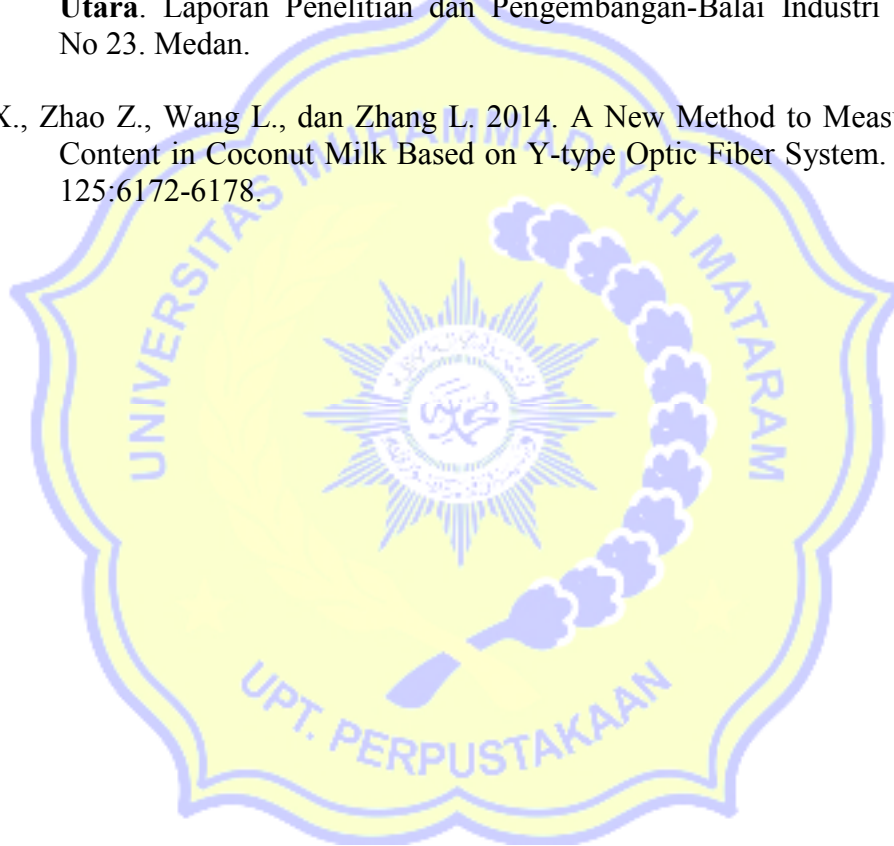 Utara. Laporan Penelitian dan Pengembangan-Balai Industri
No 23. Medan.
X., Zhao Z., Wang L., dan Zhang L. 2014. A New Method to Meas
Content in Coconut Milk Based on Y-type Optic Fiber System.
125:6172-6178.
UNIVERSITAS MUHAMMADIYAH MATARAM
UPT. PERPUSTAKAAN